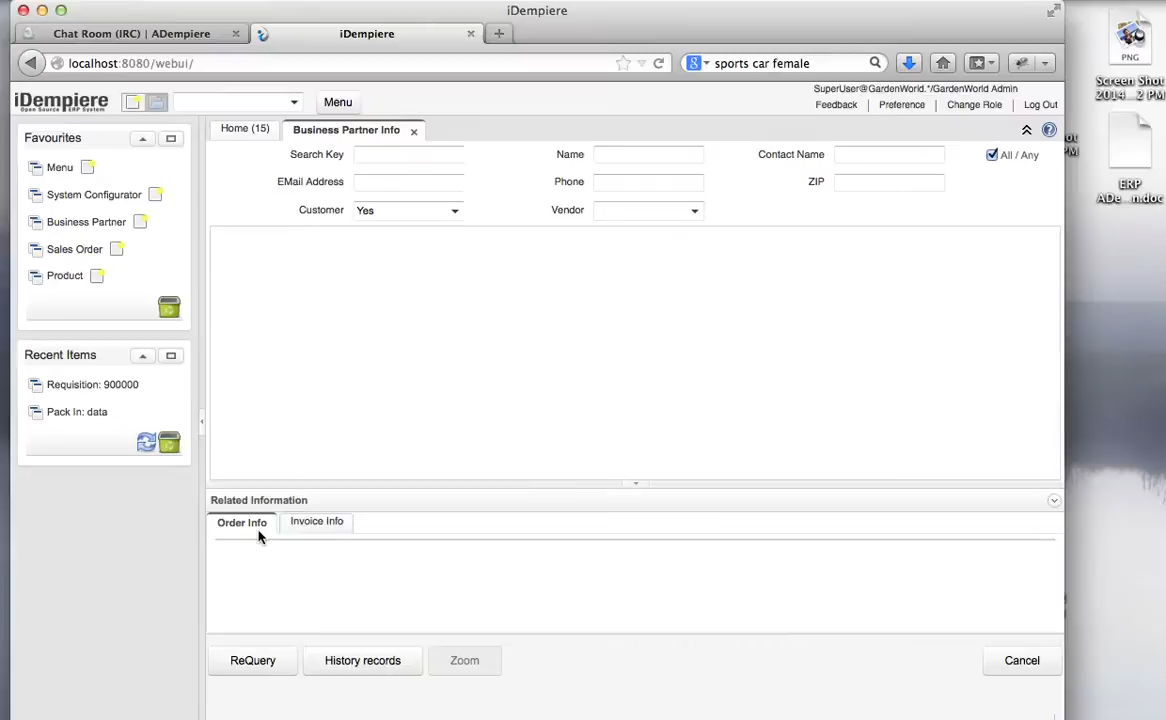 iDempiere
Chat Room (IRC) | ADempiere
iDempiere
localhost:8080/webui/
sports car female
PNG
Screen Shot
2014...2 PM
iDempiere
Open Source ERP System
Menu
SuperUser@GardenWorld.*/GardenWorld Admin
Feedback
Preference
Change Role
Log Out
Favourites
Menu
System Configurator
Business Partner
Sales Order
Product
Recent Items
Requisition: 900000
Pack In: data
Home (15)
Business Partner Info
Search Key
Name
Contact Name
All / Any
EMail Address
Phone
ZIP
Customer
Yes
Vendor
Related Information
Order Info
Invoice Info
ReQuery
History records
Zoom
Cancel
ERP
ADe...n.doc